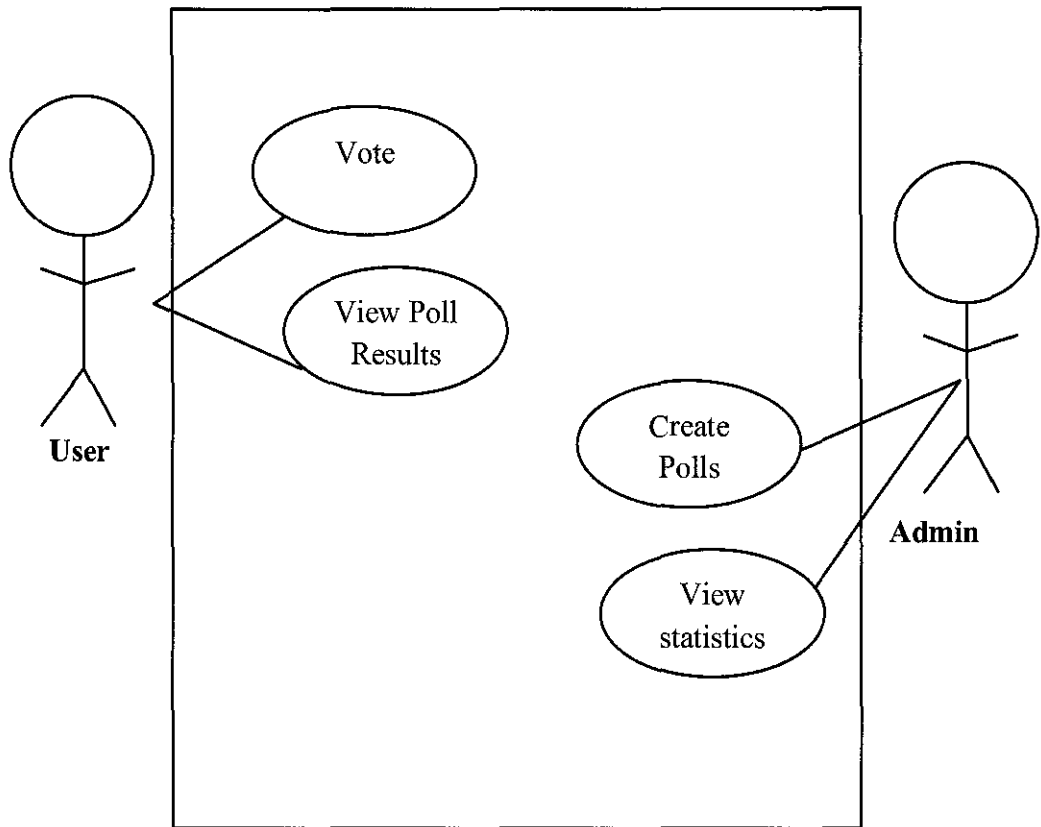 Vote
View Poll
Results
User
Create
Polls
Admin
View
statistics